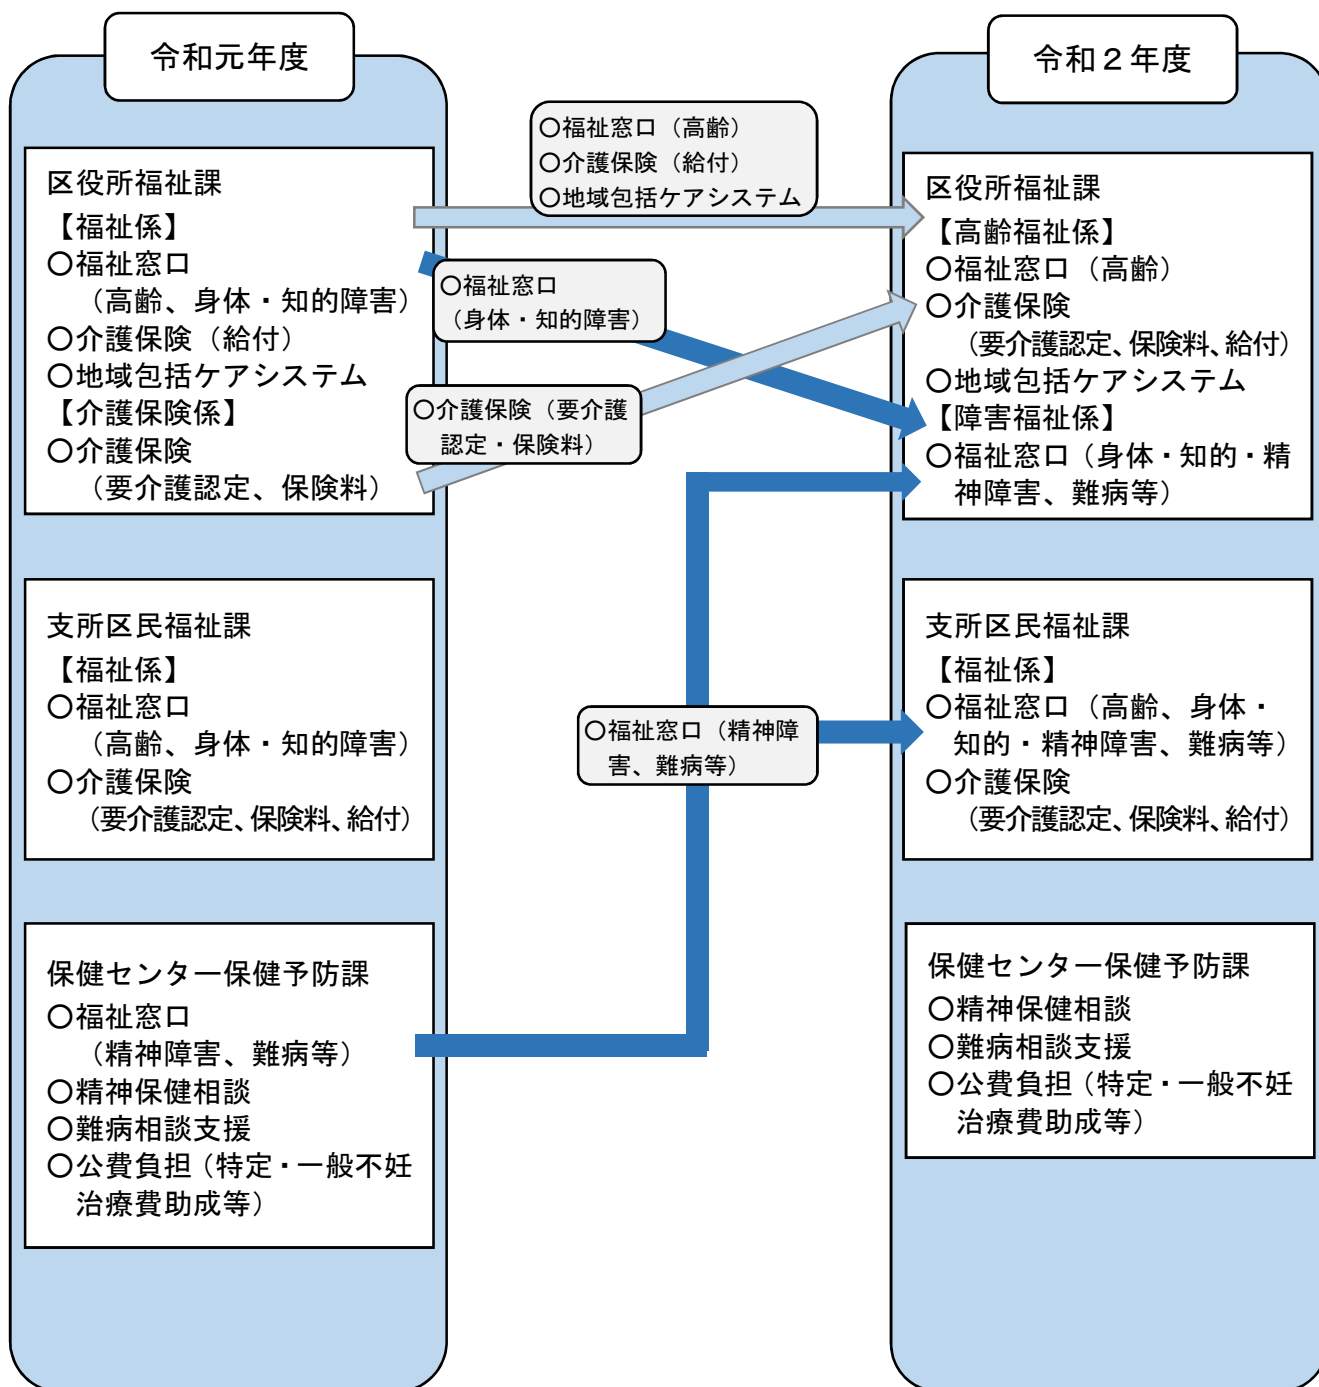 令和元年度
区役所福祉課
【福祉係】
〇福祉窓口
（高齢、身体・知的障害）
〇介護保険（給付）
〇地域包括ケアシステム
【介護保険係】
〇介護保険
（要介護認定、保険料）
支所区民福祉課
【福祉係】
〇福祉窓口
（高齢、身体・知的障害）
〇介護保険
（要介護認定、保険料、給付）
保健センター保健予防課
〇福祉窓口
（精神障害、難病等）
〇精神保健相談
〇難病相談支援
〇公費負担（特定・一般不妊
治療費助成等）
〇福祉窓口（高齢）
〇介護保険（給付）
〇地域包括ケアシステム
〇福祉窓口
（身体・知的障害）
〇介護保険（要介護
認定・保険料）
〇福祉窓口（精神障
害、難病等）
令和２年度
区役所福祉課
【高齢福祉係】
〇福祉窓口（高齢）
〇介護保険
（要介護認定、保険料、給付）
〇地域包括ケアシステム
【障害福祉係】
〇福祉窓口（身体・知的・精
神障害、難病等）
支所区民福祉課
【福祉係】
〇福祉窓口（高齢、身体・
知的・精神障害、難病等）
〇介護保険
（要介護認定、保険料、給付）
保健センター保健予防課
〇精神保健相談
〇難病相談支援
〇公費負担（特定・一般不妊
治療費助成等）